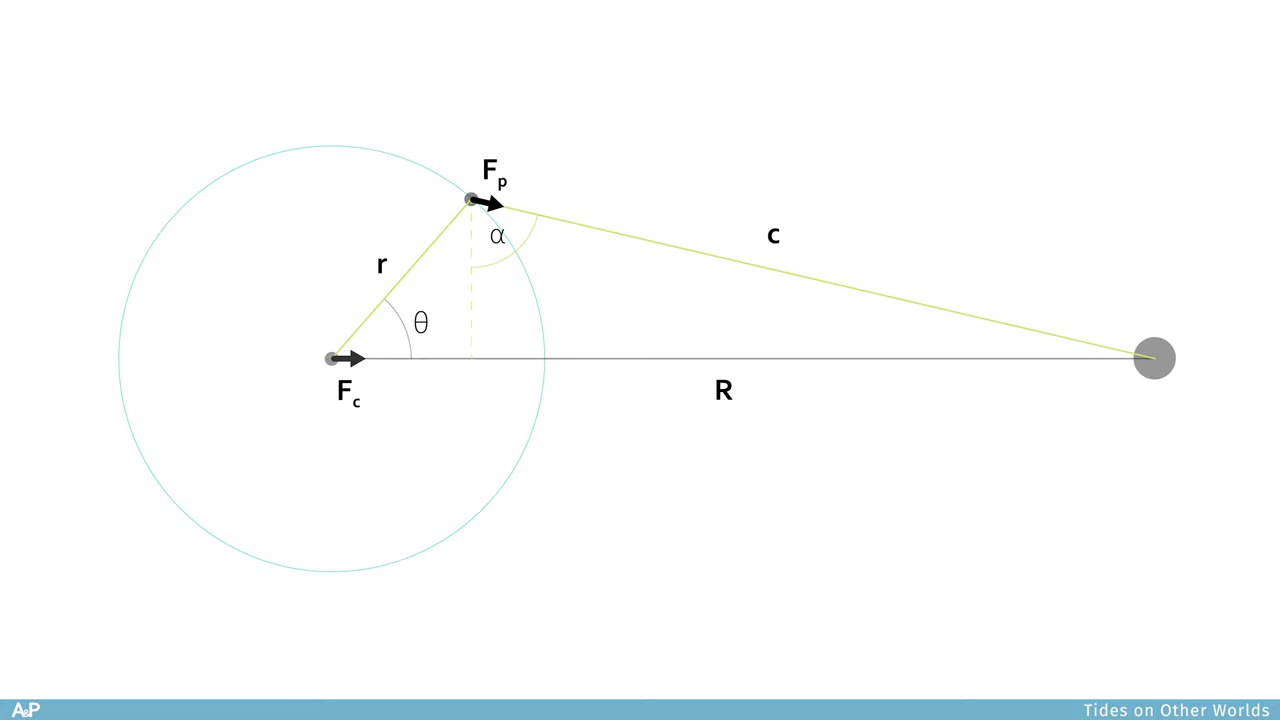 Fp
α
c
r
θ
Fc
R
A&P
Tides on Other Worlds